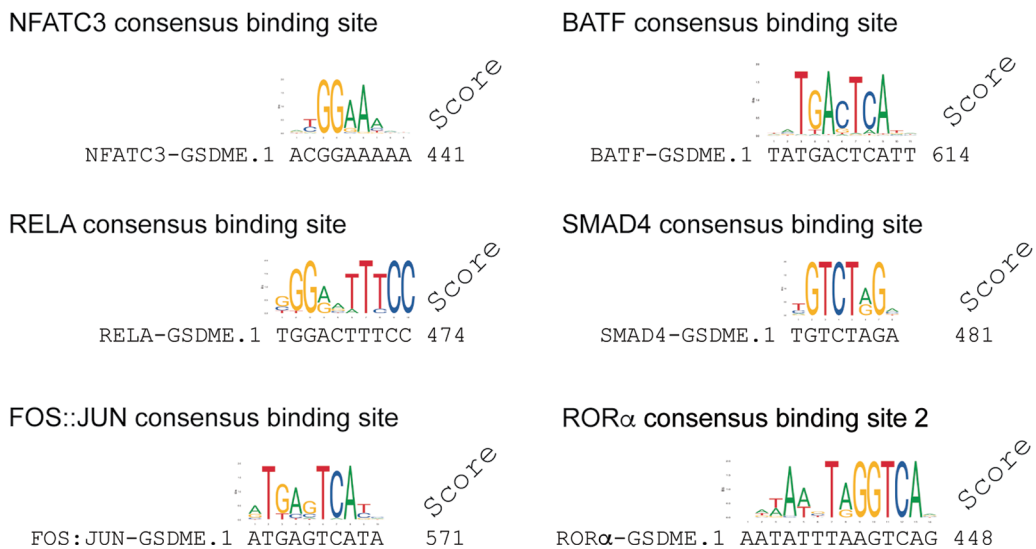 NFATC3 consensus binding site
Score
NFATC3-GSDME.1 ACGGAAAAA 441
BATF consensus binding site
Score
BATF-GSDME.1 TATGACTCATT 614
RELA consensus binding site
Score
RELA-GSDME.1 TGGACTTTCC 474
SMAD4 consensus binding site
Score
SMAD4-GSDME.1 TGTCTAGA 481
FOS::JUN consensus binding site
Score
FOS:JUN-GSDME.1 ATGAGTCATA 571
RORα consensus binding site 2
Score
RORα-GSDME.1 AATATTTAAGTCAG 448